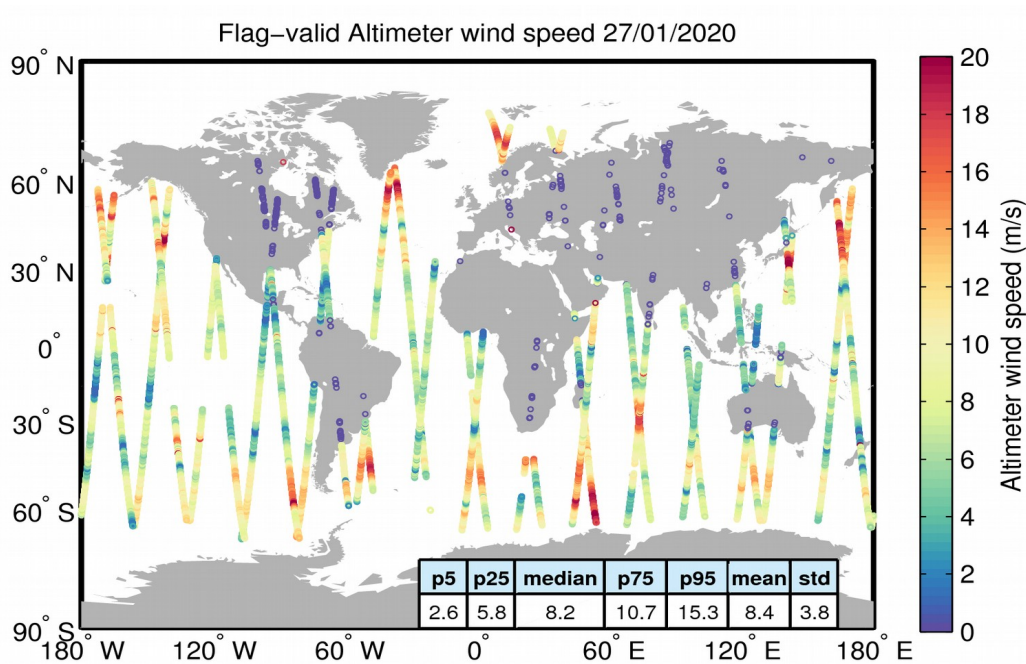 Flag−valid Altimeter wind speed 27/01/2020
90° N
60° N
30° N
0°
30° S
60° S
90° S
180° W
120° W
60° W
0°
60° E
120° E
180° E
p5 p25 median p75 p95 mean std
2.6 5.8 8.2 10.7 15.3 8.4 3.8
20
18
16
14
12
10
8
6
4
2
0
Altimeter wind speed (m/s)